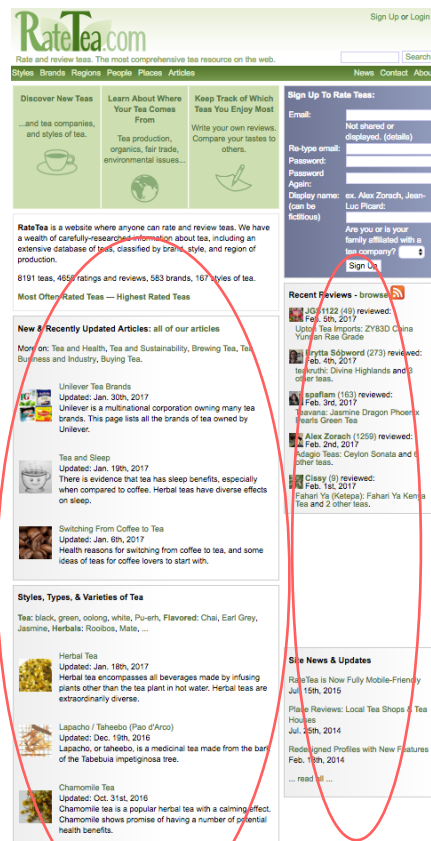 Sign Up or Login
RateTea.com
Rate and review teas. The most comprehensive tea resource on the web.
Search
Styles Brands Regions People Places Articles
News Contact Abou
Discover New Teas
...and tea companies,
and styles of tea.
Learn About Where
Your Tea Comes
From
Tea production,
organics, fair trade,
environmental issues...
Keep Track of Which
Teas You Enjoy Most
Write your own reviews.
Compare your tastes to
others.
RateTea is a website where anyone can rate and review teas. We have
a wealth of carefully-researched information about tea, including an
extensive database of teas, classified by brand, style, and region of
production.
8191 teas, 4656 ratings and reviews, 583 brands, 167 styles of tea.
Most Often-Rated Teas — Highest Rated Teas
New & Recently Updated Articles: all of our articles
More on: Tea and Health, Tea and Sustainability, Brewing Tea, Tea
Business and Industry, Buying Tea.
Unilever Tea Brands
Updated: Jan. 30th, 2017
Unilever is a multinational corporation owning many tea
brands. This page lists all the brands of tea owned by
Unilever.
Tea and Sleep
Updated: Jan. 19th, 2017
There is evidence that tea has sleep benefits, especially
when compared to coffee. Herbal teas have diverse effects
on sleep.
Switching From Coffee to Tea
Updated: Jan. 6th, 2017
Health reasons for switching from coffee to tea, and some
ideas of teas for coffee lovers to start with.
Styles, Types, & Varieties of Tea
Tea: black, green, oolong, white, Pu-erh, Flavored: Chai, Earl Grey,
Jasmine, Herbals: Rooibos, Mate, ...
Herbal Tea
Updated: Jan. 18th, 2017
Herbal tea encompasses all beverages made by infusing
plants other than the tea plant in hot water. Herbal teas are
extraordinarily diverse.
Lapacho / Taheebo (Pao d'Arco)
Updated: Dec. 19th, 2016
Lapacho, or taheebo, is a medicinal tea made from the bark
of the Tabebuia impetiginosa tree.
Chamomile Tea
Updated: Oct. 31st, 2016
Chamomile tea is a popular herbal tea with a calming effect.
Chamomile shows promise of having a number of potential
health benefits.
Sign Up To Rate Teas:
Email:
Not shared or
displayed. (details)
Re-type email:
Password:
Password
Again:
Display name:
(can be
fictitious)
ex. Alex Zorach, Jean-
Luc Picard:
Are you or is your
family affiliated with a
tea company?
Sign Up
Recent Reviews - browse
JGS1122 (49) reviewed:
Feb. 5th, 2017
Upton Tea Imports: ZY83D China
Yunnan Rae Grade
(273) reviewed:
Feb. 4th, 2017
teakruthi: Divine Highlands and 3
other teas.
spaflam (163) reviewed:
Feb. 3rd, 2017
Teavana: Jasmine Dragon Phoenix
Pearls Green Tea
Alex Zorach (1259) reviewed:
Feb. 2nd, 2017
Adagio Teas: Ceylon Sonata and 6
other teas.
Cissy (9) reviewed:
Feb. 1st, 2017
Fahari Ya (Ketepa): Fahari Ya Kenya
Tea and 2 other teas.
Site News & Updates
RateTea is Now Fully Mobile-Friendly
Jul. 15th, 2015
Place Reviews: Local Tea Shops & Tea
Houses
Jul. 25th, 2014
Redesigned Profiles with New Features
Feb. 18th, 2014
... read all ...